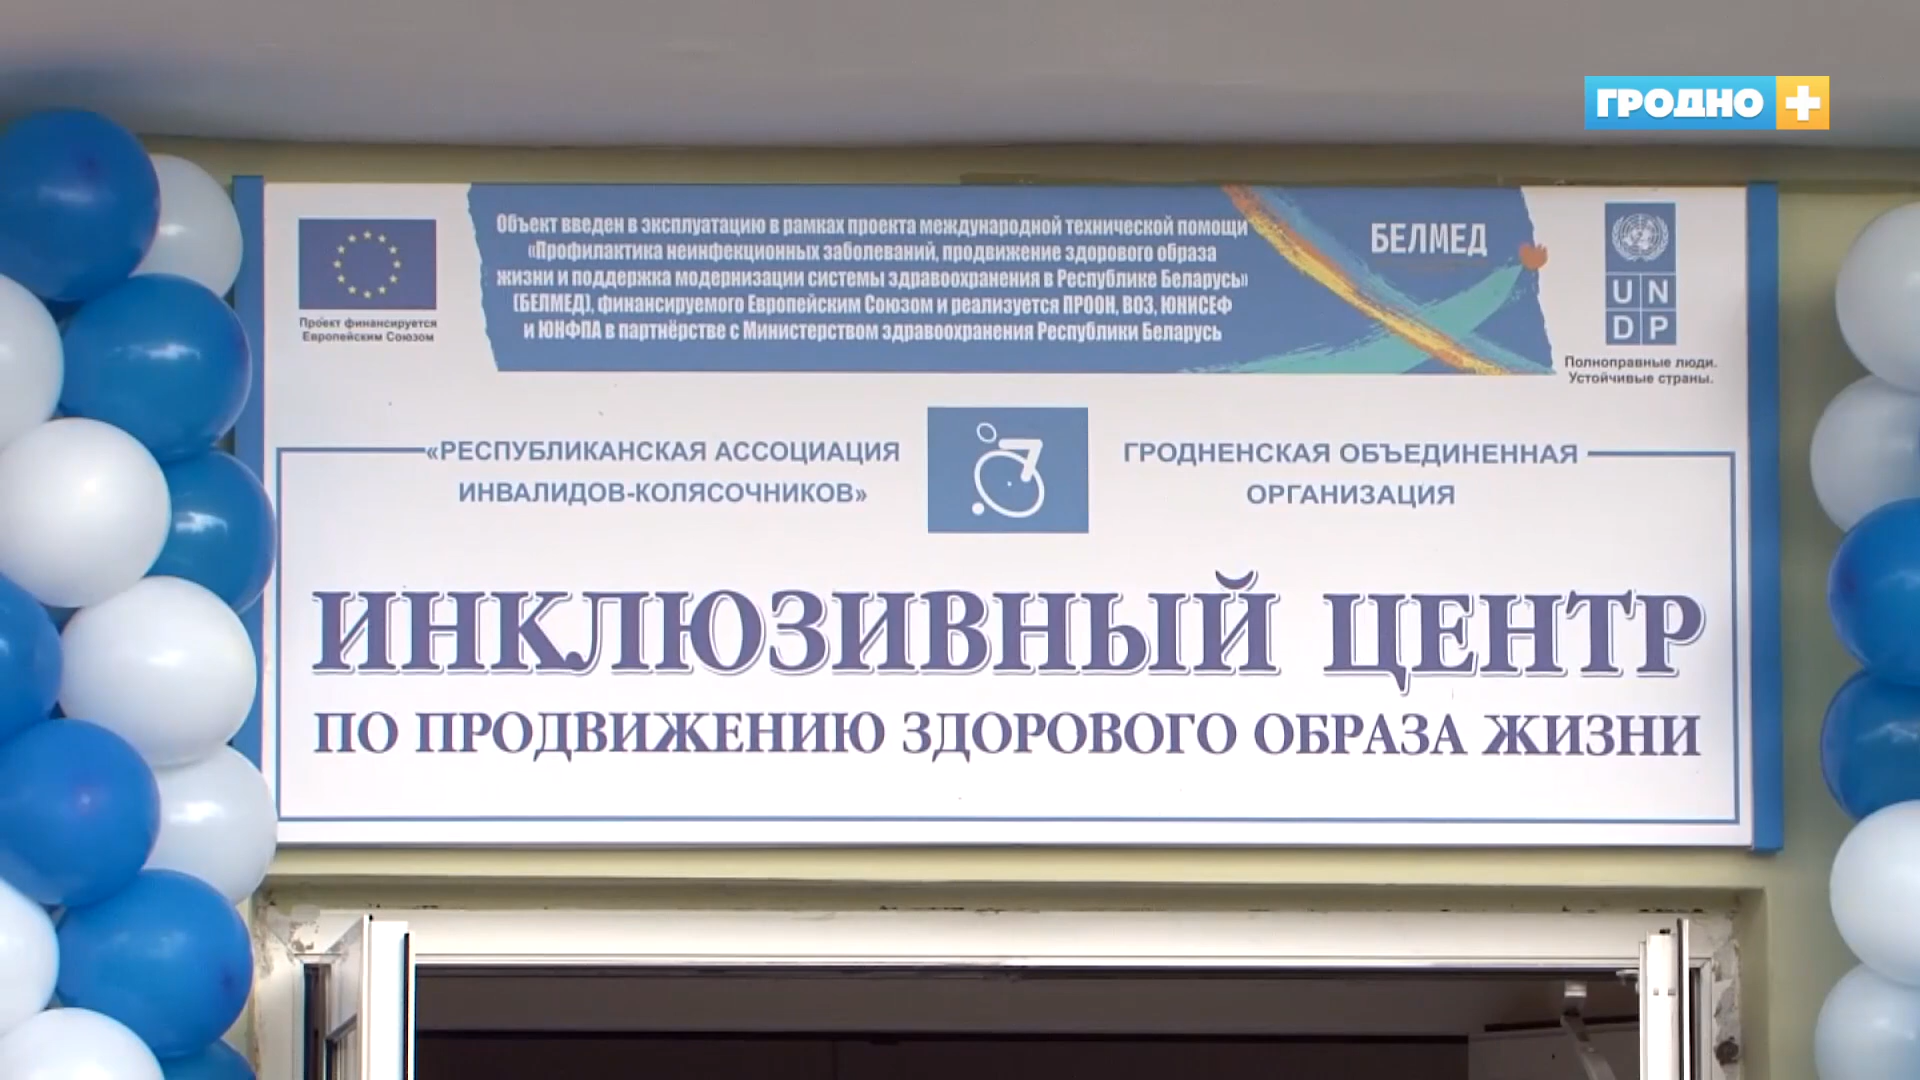 ГРОДНО +
Объект введен в эксплуатацию в рамках проекта международной технической помощи
«Профилактика неинфекционных заболеваний, продвижение здорового образа
жизни и поддержка модернизации системы здравоохранения в Республике Беларусь»
(БЕЛМЕД), финансируемого Европейским Союзом и реализуется ПРООН, ВОЗ, ЮНИСЕФ
и ЮНФПА в партнёрстве с Министерством здравоохранения Республики Беларусь
БЕЛМЕД
Проект финансируется
Европейским Союзом
U N
D P
Полноправные люди.
Устойчивые страны.
«РЕСПУБЛИКАНСКАЯ АССОЦИАЦИЯ
ИНВАЛИДОВ-КОЛЯСОЧНИКОВ»
ГРОДНЕНСКАЯ ОБЪЕДИНЕННАЯ
ОРГАНИЗАЦИЯ
ИНКЛЮЗИВНЫЙ ЦЕНТР
ПО ПРОДВИЖЕНИЮ ЗДОРОВОГО ОБРАЗА ЖИЗНИ